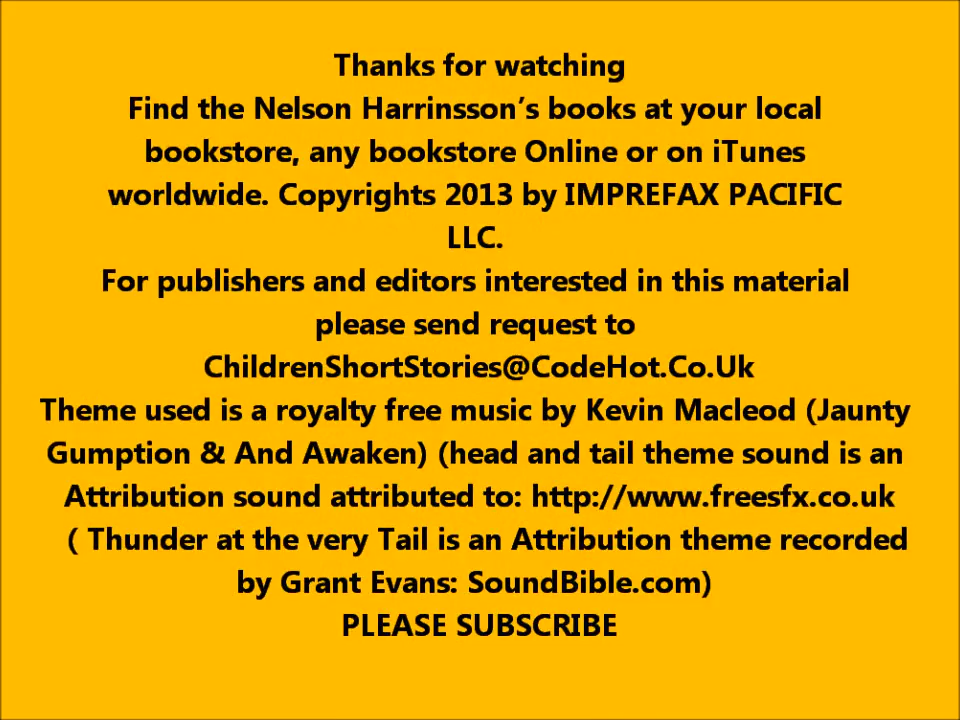 Thanks for watching
Find the Nelson Harrinsson’s books at your local
bookstore, any bookstore Online or on iTunes
worldwide. Copyrights 2013 by IMPREFAX PACIFIC
LLC.
For publishers and editors interested in this material
please send request to
ChildrenShortStories@CodeHot.Co.Uk
Theme used is a royalty free music by Kevin Macleod (Jaunty
Gumption & And Awaken) (head and tail theme sound is an
Attribution sound attributed to: http://www.freesfx.co.uk
( Thunder at the very Tail is an Attribution theme recorded
by Grant Evans: SoundBible.com)
PLEASE SUBSCRIBE